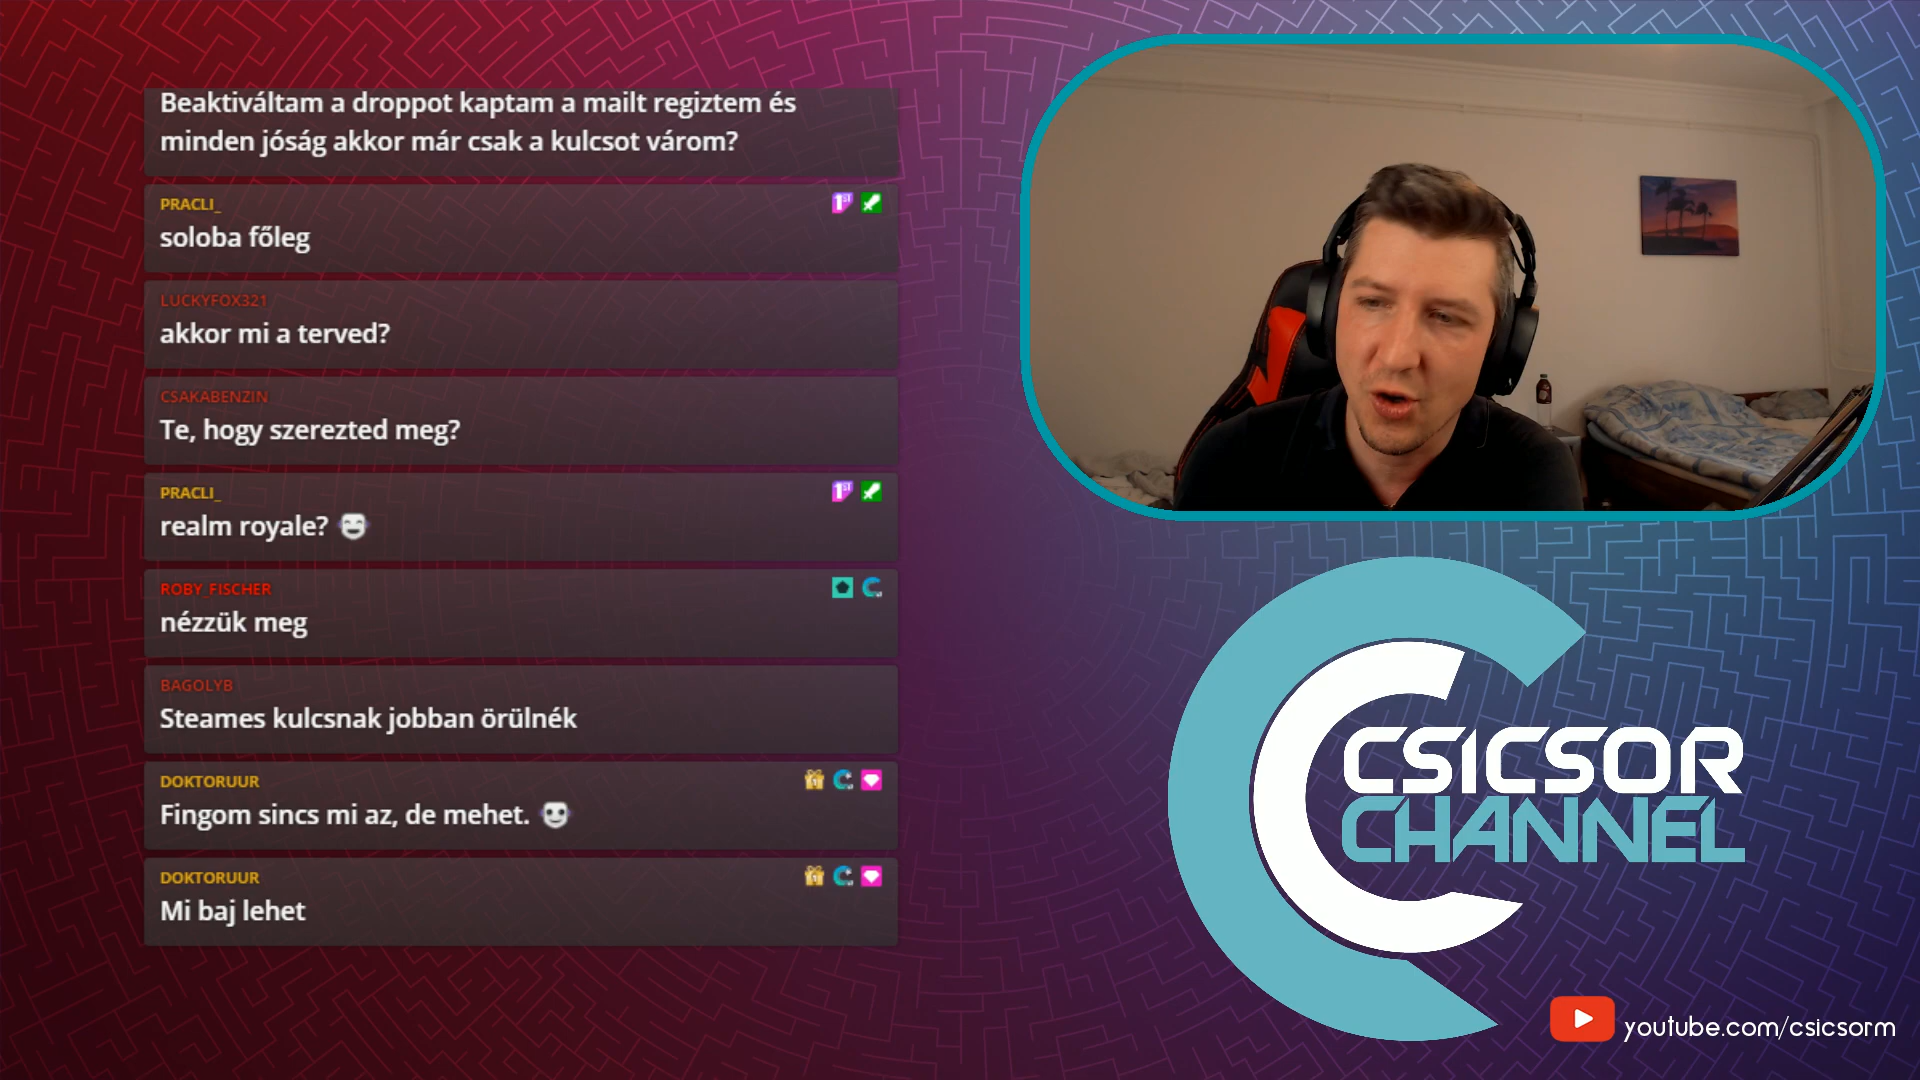 Beaktiváltam a droppot kaptam a mailt regiztem és
minden jóság akkor már csak a kulcsot várom?
PRACLI_
soloba főleg
LUCKYFOX321
akkor mi a terved?
CSAKABENZIN
Te, hogy szerezted meg?
PRACLI_
realm royale?
ROBY_FISCHER
nézzük meg
BAGOLYB
Steames kulcsnak jobban örülnék
DOKTORUUR
Fingom sincs mi az, de mehet.
DOKTORUUR
Mi baj lehet
CSICSOR
CHANNEL
youtube.com/csicsorm